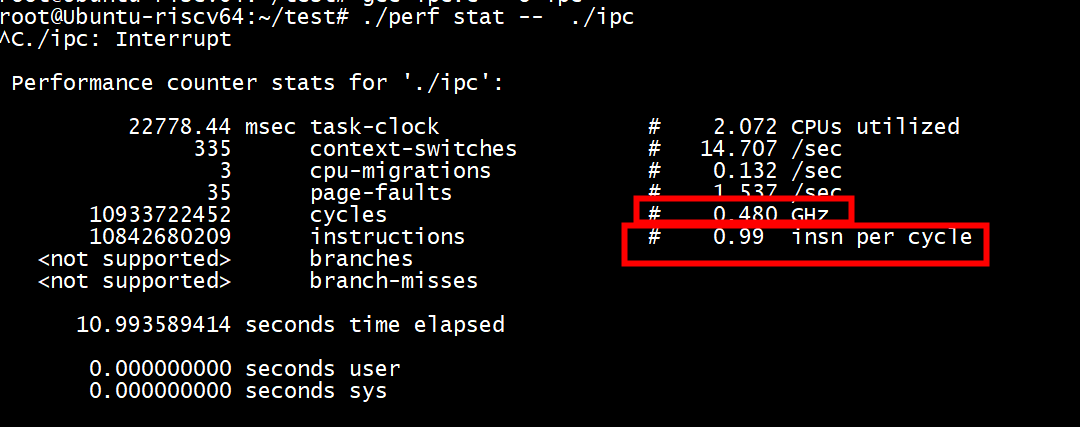 root@Ubuntu-riscv64:~/test# ./perf stat -- ./ipc
^C./ipc: Interrupt
Performance counter stats for './ipc':
22778.44 msec task-clock # 2.072 CPUs utilized
335 context-switches # 14.707 /sec
3 cpu-migrations # 0.132 /sec
35 page-faults # 1.537 /sec
10933722452 cycles # 0.480 GHz
10842680209 instructions # 0.99 insn per cycle
<not supported> branches
<not supported> branch-misses
10.993589414 seconds time elapsed
0.000000000 seconds user
0.000000000 seconds sys